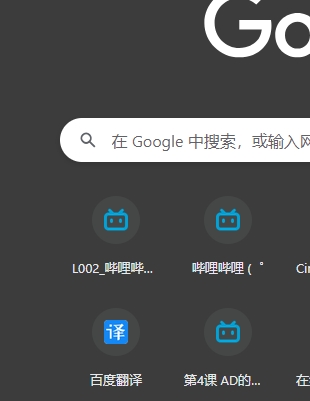 Go
在 Google 中搜索，或输入网
L002_哔哩哔...
哔哩哔哩 ( ゜
Cin
译
百度翻译
第4课 AD的...
在